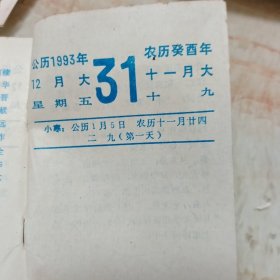 公历1993年
12月大
星期五
31
农历癸酉年
十一月大
十九
小寒：公历1月5日 农历十一月廿四
二九（第一天）